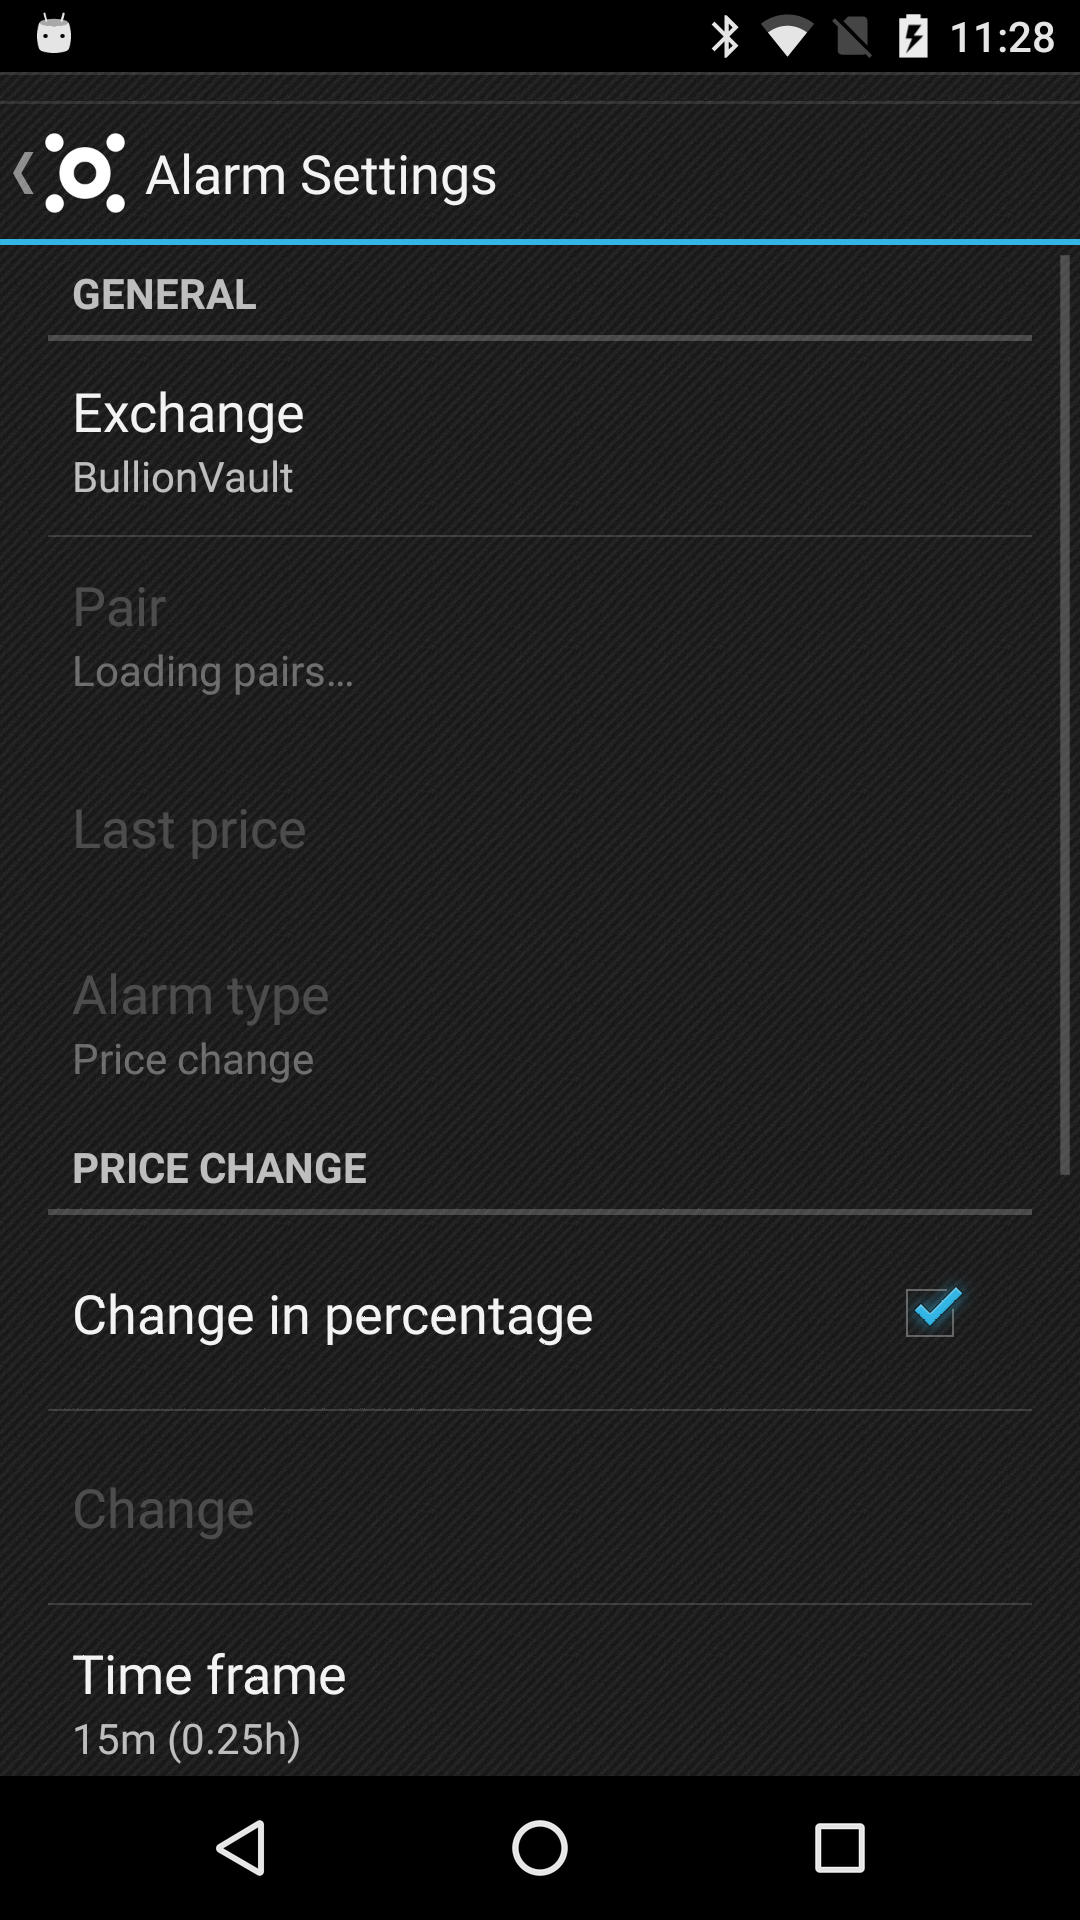 11:28
Alarm Settings
GENERAL
Exchange
BullionVault
Pair
Loading pairs...
Last price
Alarm type
Price change
PRICE CHANGE
Change in percentage
Change
Time frame
15m (0.25h)